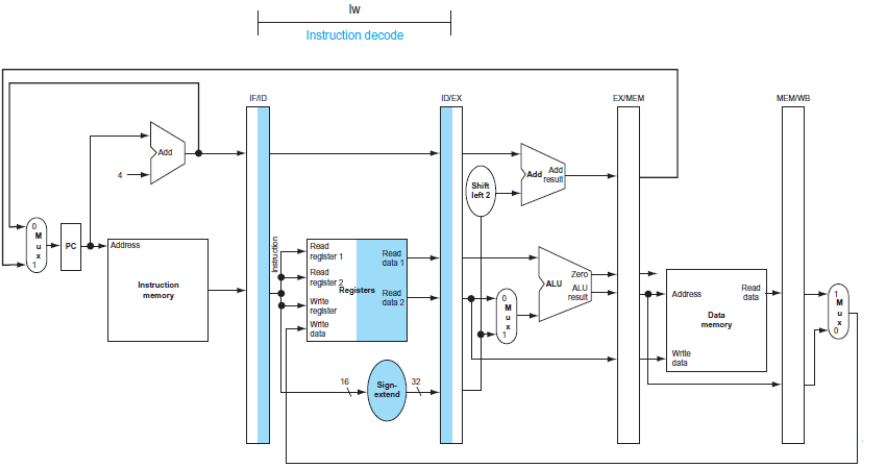 lw
Instruction decode
IF/ID
ID/EX
EX/MEM
MEM/WB
Add
4
Add
Add
result
Shift
left 2
0
M
u
x
1
PC
Address
Instruction
memory
Instruction
Read
register 1
Read
register 2
Registers
Write
register
Write
data
Read
data 1
Read
data 2
16
Sign-
extend
32
0
M
u
x
1
ALU
Zero
ALU
result
Address
Read
data
Data
memory
Write
data
1
M
u
x
0